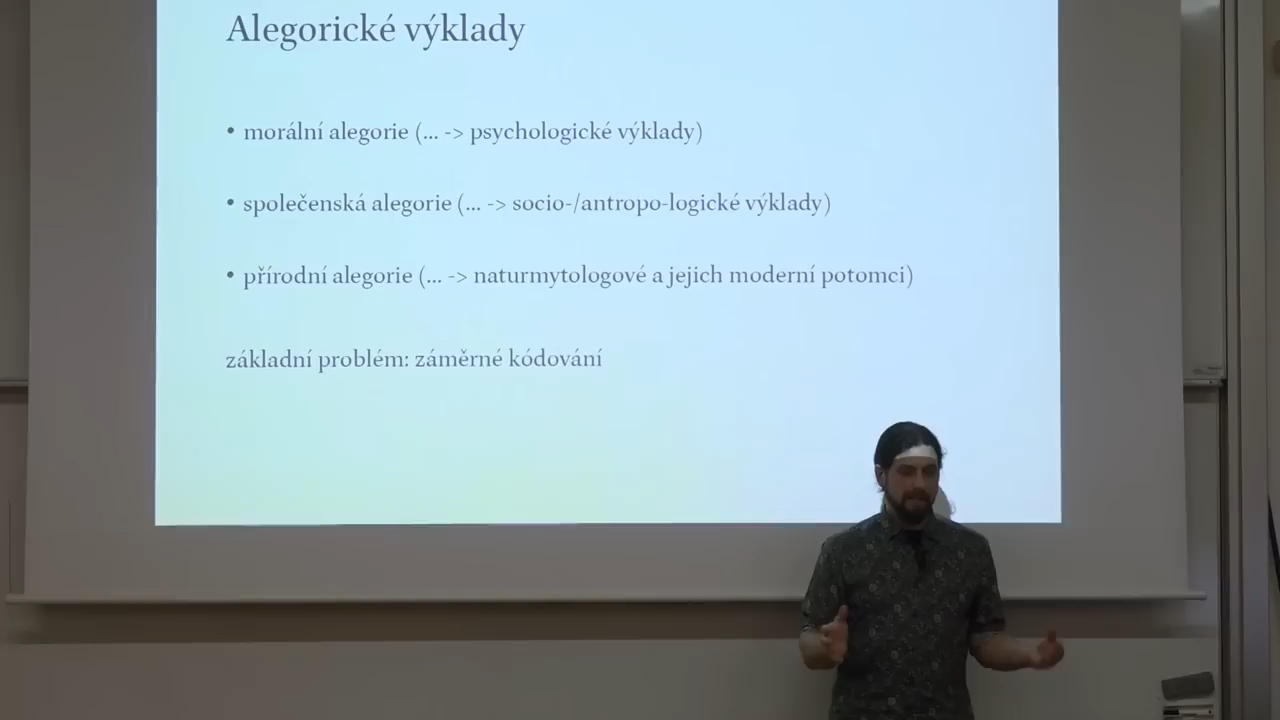 Alegorické výklady
• morální alegorie (... -> psychologické výklady)
• společenská alegorie (... -> socio-/antropo-logické výklady)
• přírodní alegorie (... -> naturmytologové a jejich moderní potomci)
základní problém: záměrné kódování